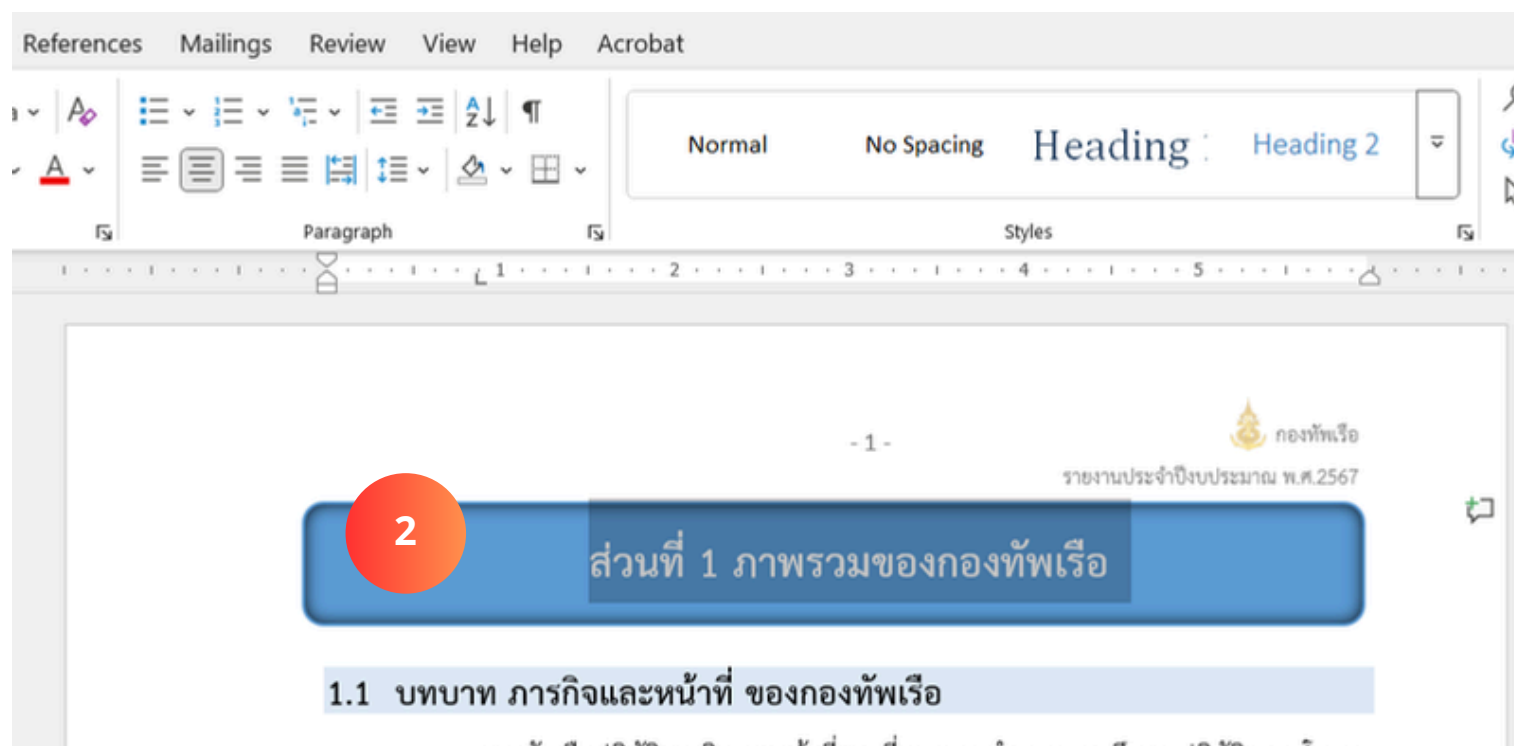 References Mailings Review View Help Acrobat
Normal No Spacing Heading Heading 2
Paragraph Styles
1 2 3 4 5
กองทัพเรือ
- 1 -
รายงานประจำปีงบประมาณ พ.ศ.2567
2
ส่วนที่ 1 ภาพรวมของกองทัพเรือ
1.1 บทบาท ภารกิจและหน้าที่ ของกองทัพเรือ